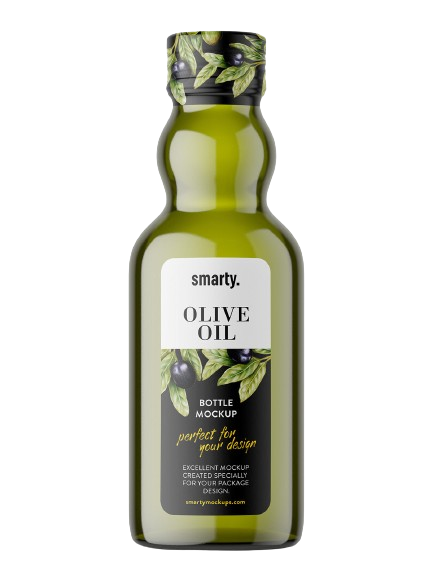 smarty.
OLIVE
OIL
BOTTLE
MOCKUP
perfect for
your design
EXCELLENT MOCKUP
CREATED SPECIALLY
FOR YOUR PACKAGE
DESIGN.
smartymockups.com